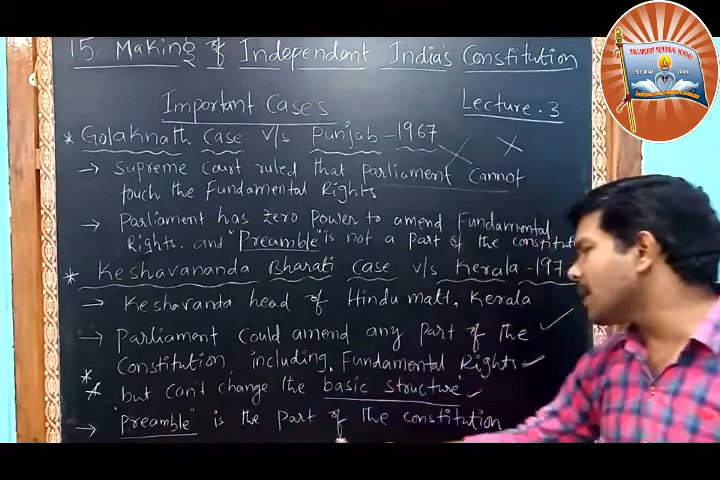 15. Making of Independent India's Constitution
Important Cases
Lecture.3
* Golaknath Case v/s Punjab - 1967
→ Supreme Court ruled that parliament cannot
touch the Fundamental Rights
→ Parliament has zero power to amend Fundamental
Rights. and "Preamble" is not a part of the
* Keshavananda Bharati Case v/s Kerala - 197
→ Keshavanda head of Hindu matt, Kerala
→ Parliament could amend any part of the
Constitution, including, Fundamental Rights
* but can't change the basic structure'
→ "Preamble" is the part of the constitution